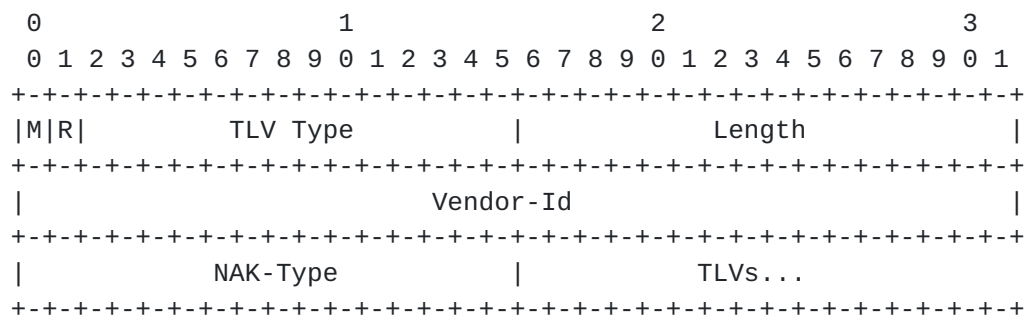 0                   1                   2                   3
 0 1 2 3 4 5 6 7 8 9 0 1 2 3 4 5 6 7 8 9 0 1 2 3 4 5 6 7 8 9 0 1
+-+-+-+-+-+-+-+-+-+-+-+-+-+-+-+-+-+-+-+-+-+-+-+-+-+-+-+-+-+-+-+-+
|M|R|         TLV Type          |            Length             |
+-+-+-+-+-+-+-+-+-+-+-+-+-+-+-+-+-+-+-+-+-+-+-+-+-+-+-+-+-+-+-+-+
|                          Vendor-Id                            |
+-+-+-+-+-+-+-+-+-+-+-+-+-+-+-+-+-+-+-+-+-+-+-+-+-+-+-+-+-+-+-+-+
|            NAK-Type           |           TLVs...
+-+-+-+-+-+-+-+-+-+-+-+-+-+-+-+-+-+-+-+-+-+-+-+-+-+-+-+-+-+-+-+-+